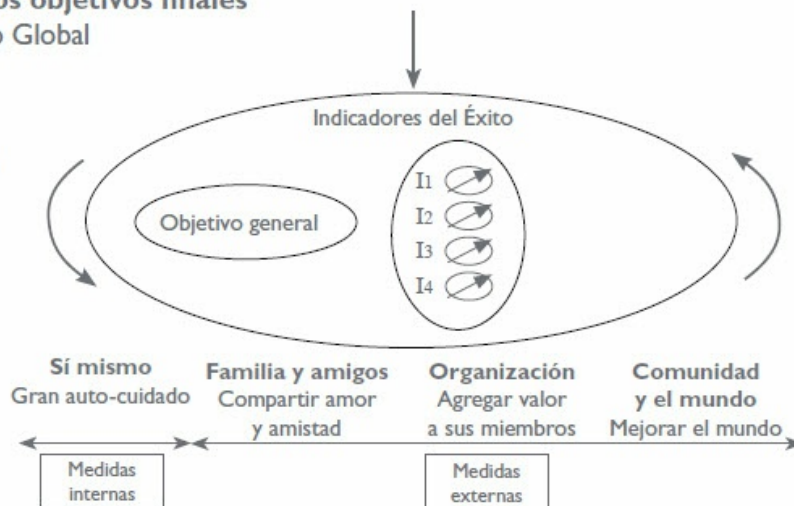 os objetivos finales
o Global
Indicadores del Éxito
Objetivo general
I1
I2
I3
I4
Sí mismo
Gran auto-cuidado
Familia y amigos
Compartir amor
y amistad
Organización
Agregar valor
a sus miembros
Comunidad
y el mundo
Mejorar el mundo
Medidas
internas
Medidas
externas